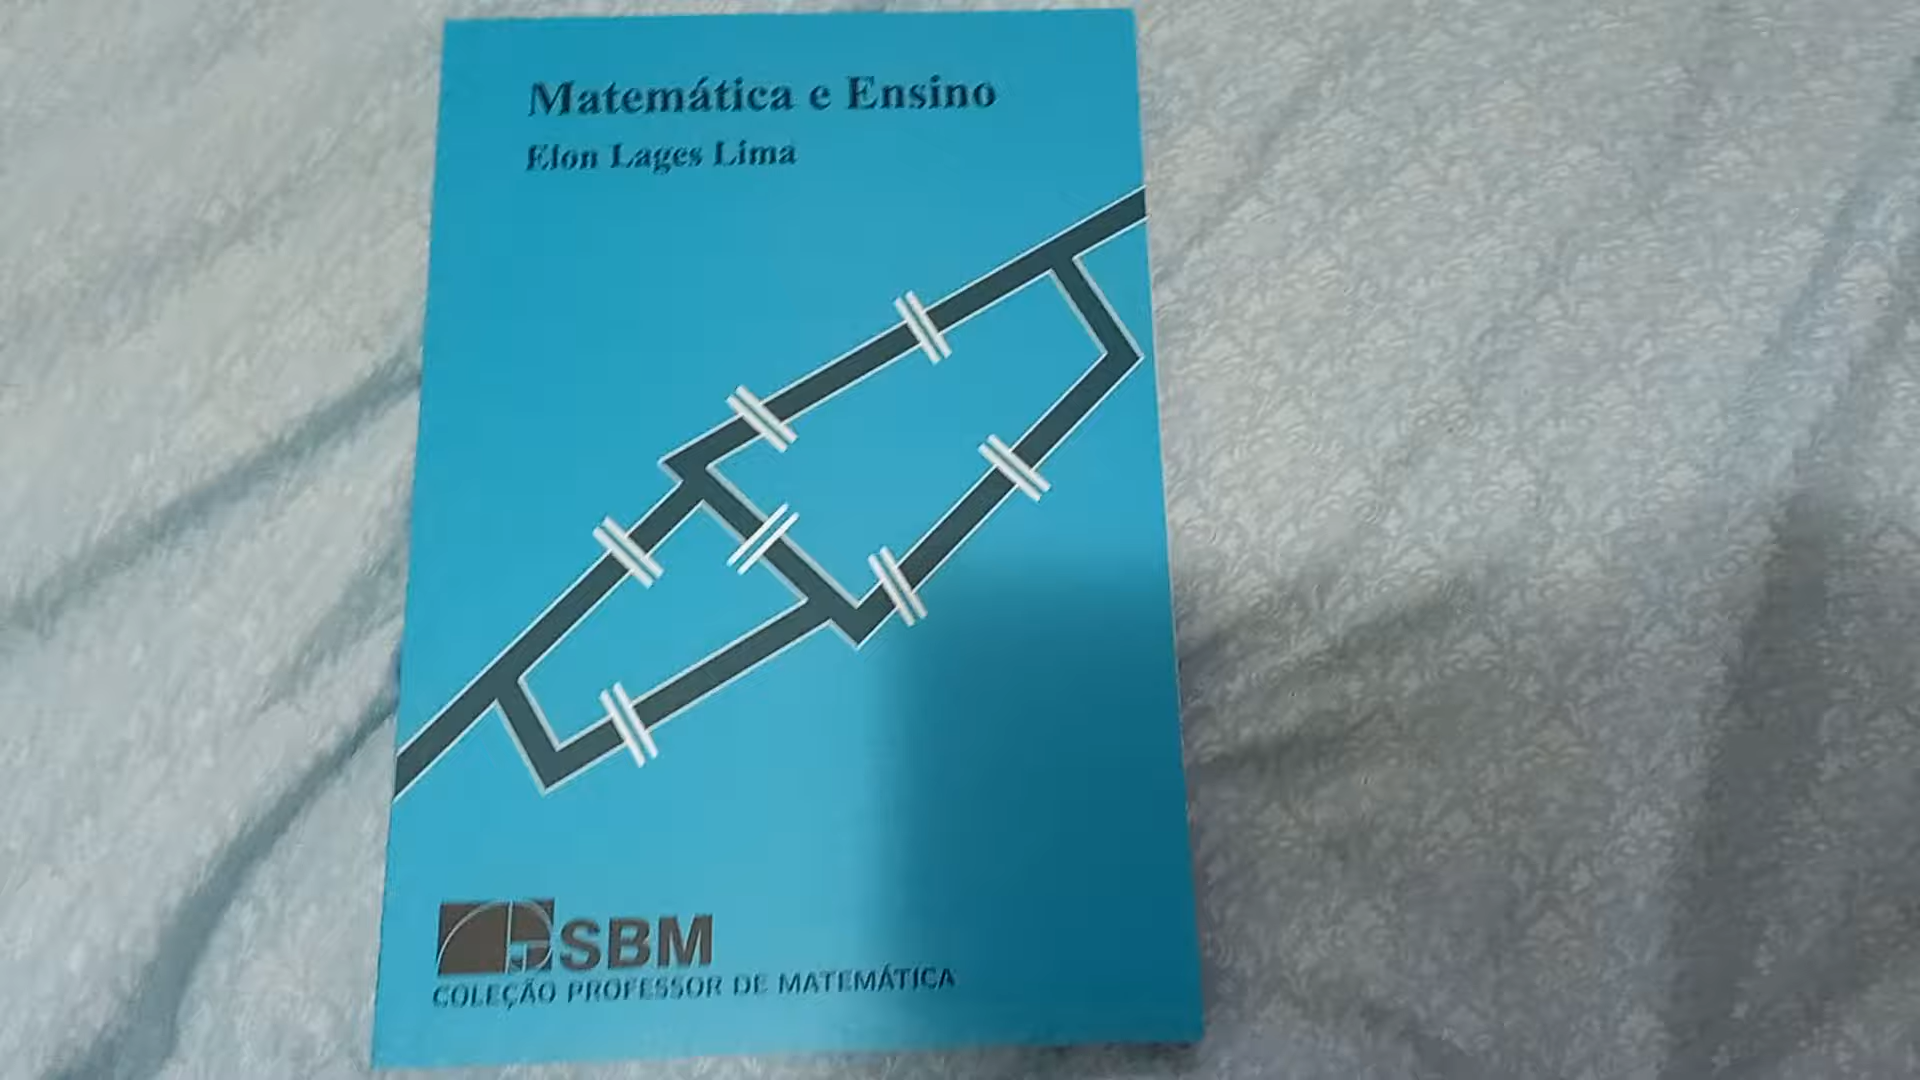 Matemática e Ensino
Elon Lages Lima
SBM
COLEÇÃO PROFESSOR DE MATEMÁTICA